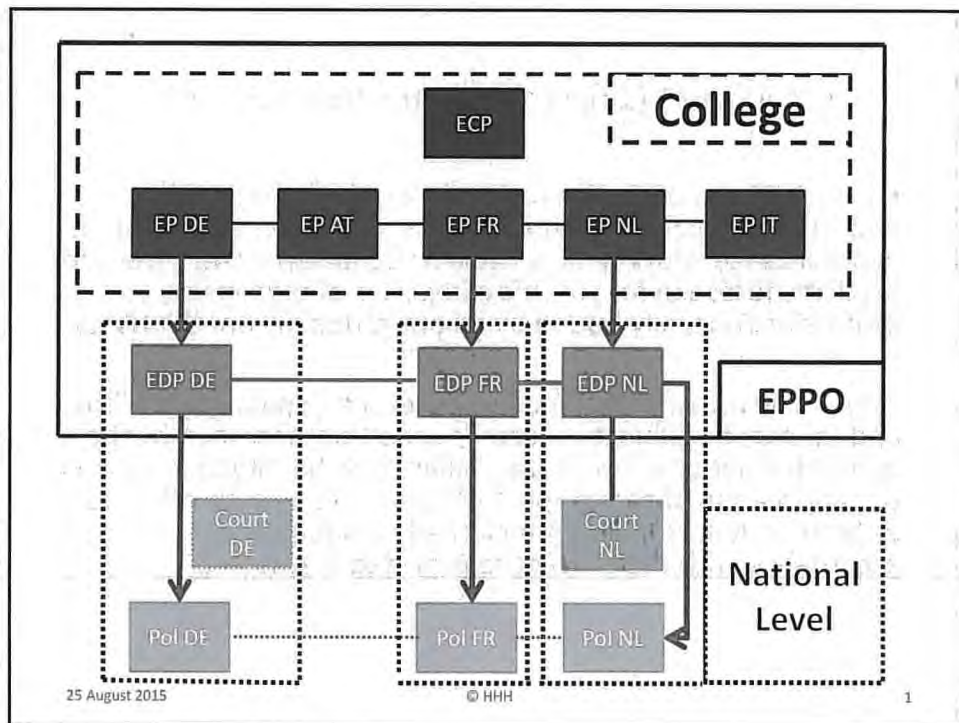 College
ECP
EP DE
EP AT
EP FR
EP NL
EP IT
EDP DE
EDP FR
EDP NL
EPPO
Court
DE
Court
NL
National
Level
Pol DE
Pol FR
Pol NL
25 August 2015
© HHH
1